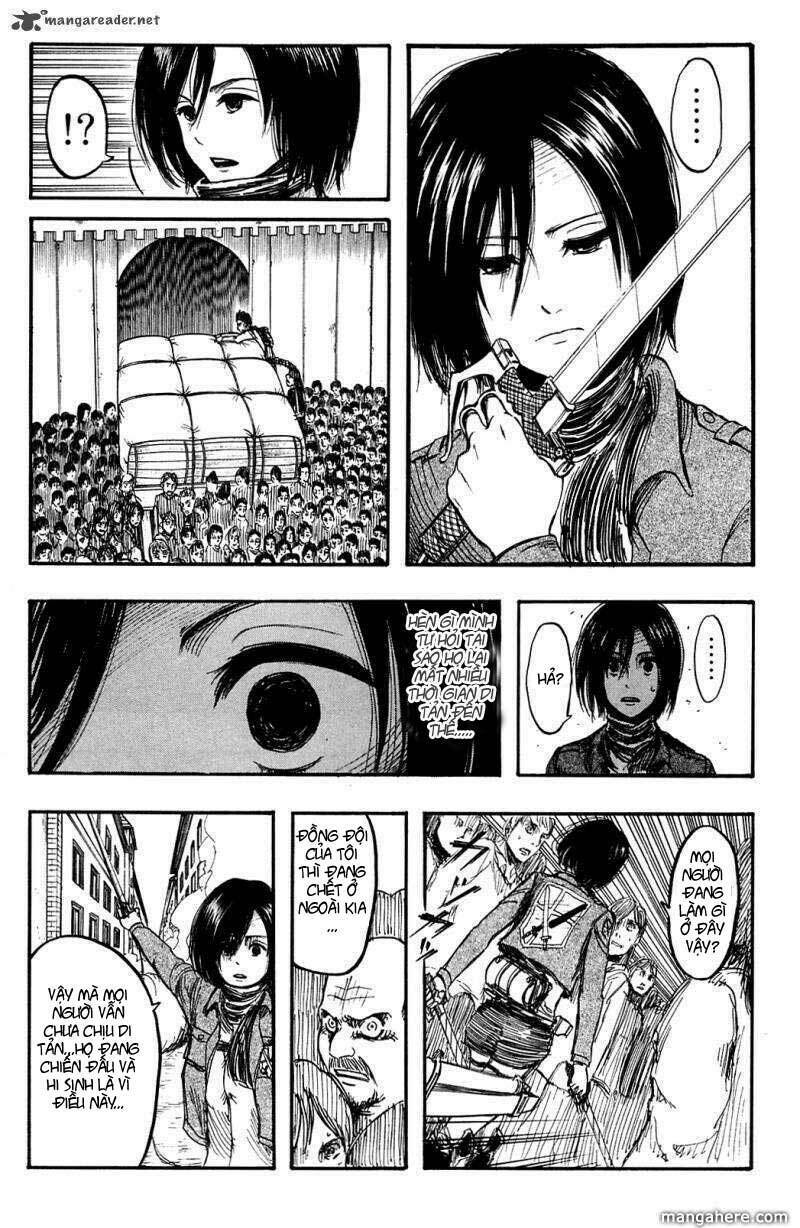 mangareader.net
.....
!?
.....
HẢ?
HÈN GÌ MÌNH
TỰ HỎI TẠI
SAO HỌ LẠI
MẤT NHIỀU
THỜI GIAN DI
TẢN ĐẾN
THẾ.....
MỌI
NGƯỜI
ĐANG
LÀM GÌ
Ở ĐÂY
VẬY?
ĐỒNG ĐỘI
CỦA TÔI
THÌ ĐANG
CHẾT Ở
NGOÀI KIA
...
VẬY MÀ MỌI
NGƯỜI VẪN
CHƯA CHỊU DI
TẢN...HỌ ĐANG
CHIẾN ĐẤU VÀ
HI SINH LÀ VÌ
ĐIỀU NÀY...
mangahere.com